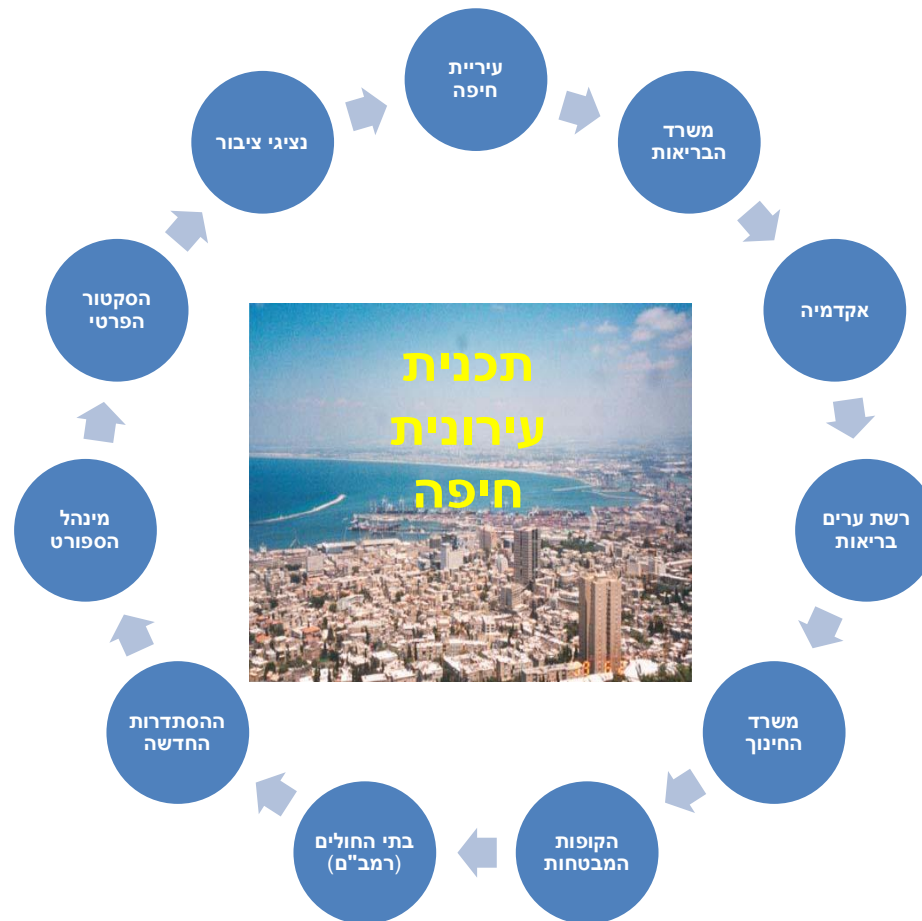 עיריית
חיפה
משרד
הבריאות
אקדמיה
רשת ערים
בריאות
משרד
החינוך
הקופות
המבטחות
בתי החולים
(רמב"ם)
ההסתדרות
החדשה
מינהל
הספורט
הסקטור
הפרטי
נציגי ציבור
תכנית
עירונית
חיפה